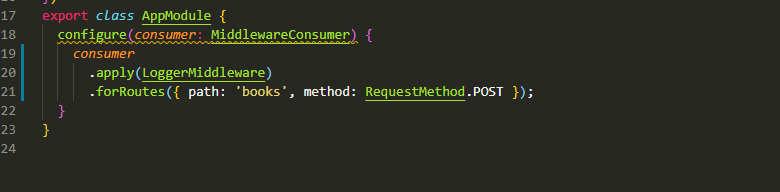 17 export class AppModule {
18   configure(consumer: MiddlewareConsumer) {
19     consumer
20       .apply(LoggerMiddleware)
21       .forRoutes({ path: 'books', method: RequestMethod.POST });
22   }
23 }
24